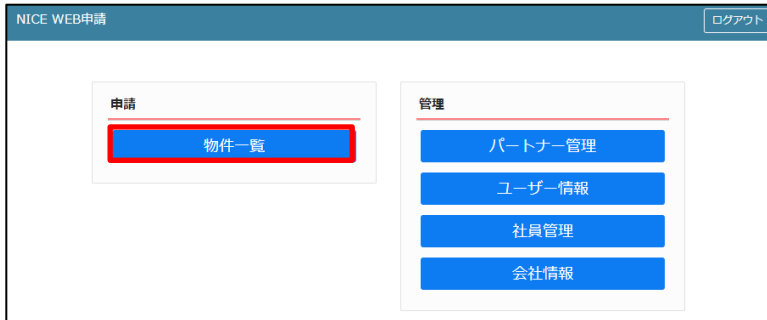 NICE WEB申請
ログアウト
申請
物件一覧
管理
パートナー管理
ユーザー情報
社員管理
会社情報